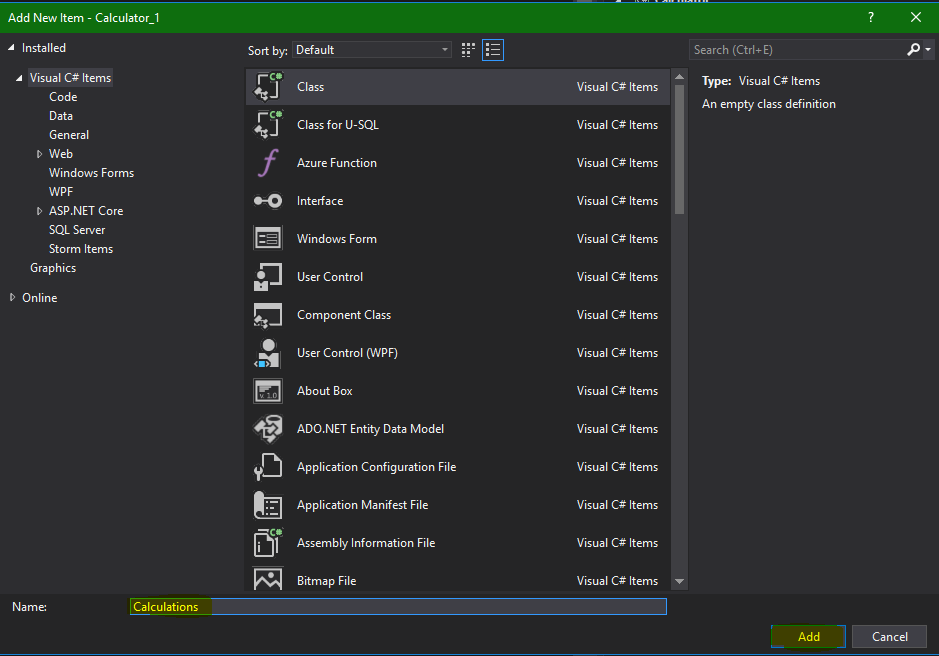 Add New Item - Calculator_1
?
Installed
Sort by: Default
Search (Ctrl+E)
Visual C# Items
Code
Data
General
Web
Windows Forms
WPF
ASP.NET Core
SQL Server
Storm Items
Graphics
Online
Class Visual C# Items
Class for U-SQL Visual C# Items
Azure Function Visual C# Items
Interface Visual C# Items
Windows Form Visual C# Items
User Control Visual C# Items
Component Class Visual C# Items
User Control (WPF) Visual C# Items
About Box Visual C# Items
ADO.NET Entity Data Model Visual C# Items
Application Configuration File Visual C# Items
Application Manifest File Visual C# Items
Assembly Information File Visual C# Items
Bitmap File Visual C# Items
Type: Visual C# Items
An empty class definition
Name: Calculations
Add Cancel